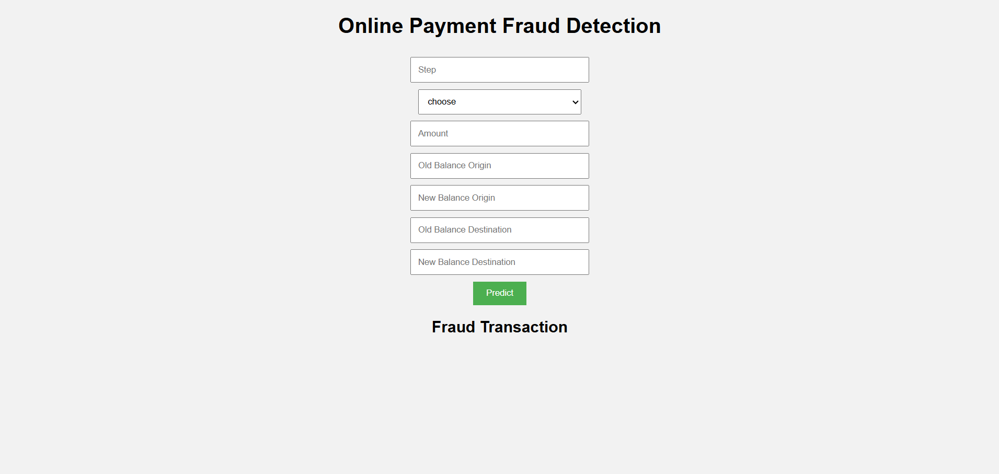 Online Payment Fraud Detection
Step
choose
Amount
Old Balance Origin
New Balance Origin
Old Balance Destination
New Balance Destination
Predict
Fraud Transaction